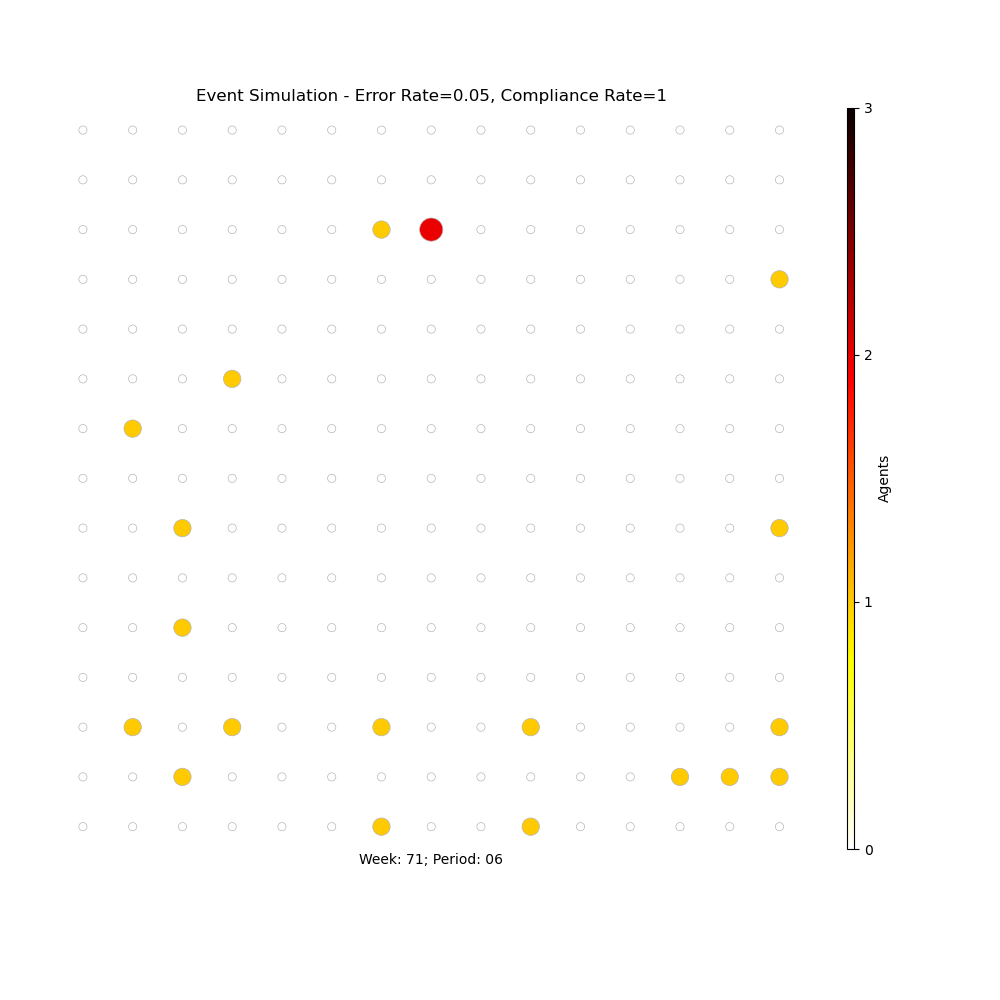 Event Simulation - Error Rate=0.05, Compliance Rate=1
3
2
Agents
1
0
Week: 71; Period: 06